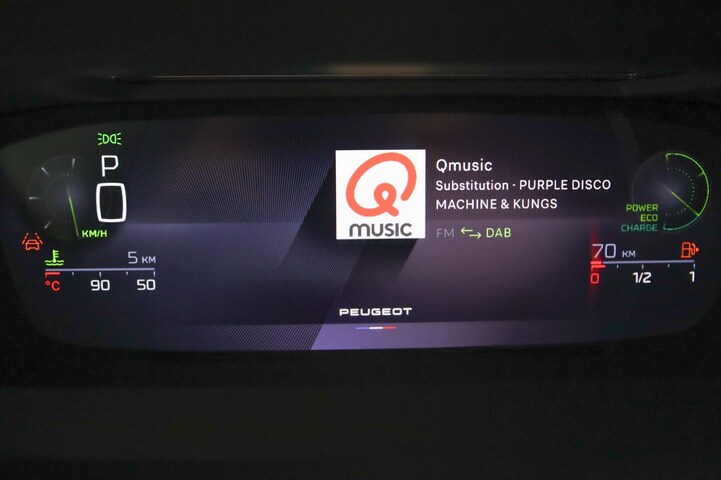 P
0
KM/H
5 KM
°C 90 50
Q
MUSIC
Qmusic
Substitution · PURPLE DISCO
MACHINE & KUNGS
FM DAB
PEUGEOT
POWER
ECO
CHARGE
70 KM
0 1/2 1